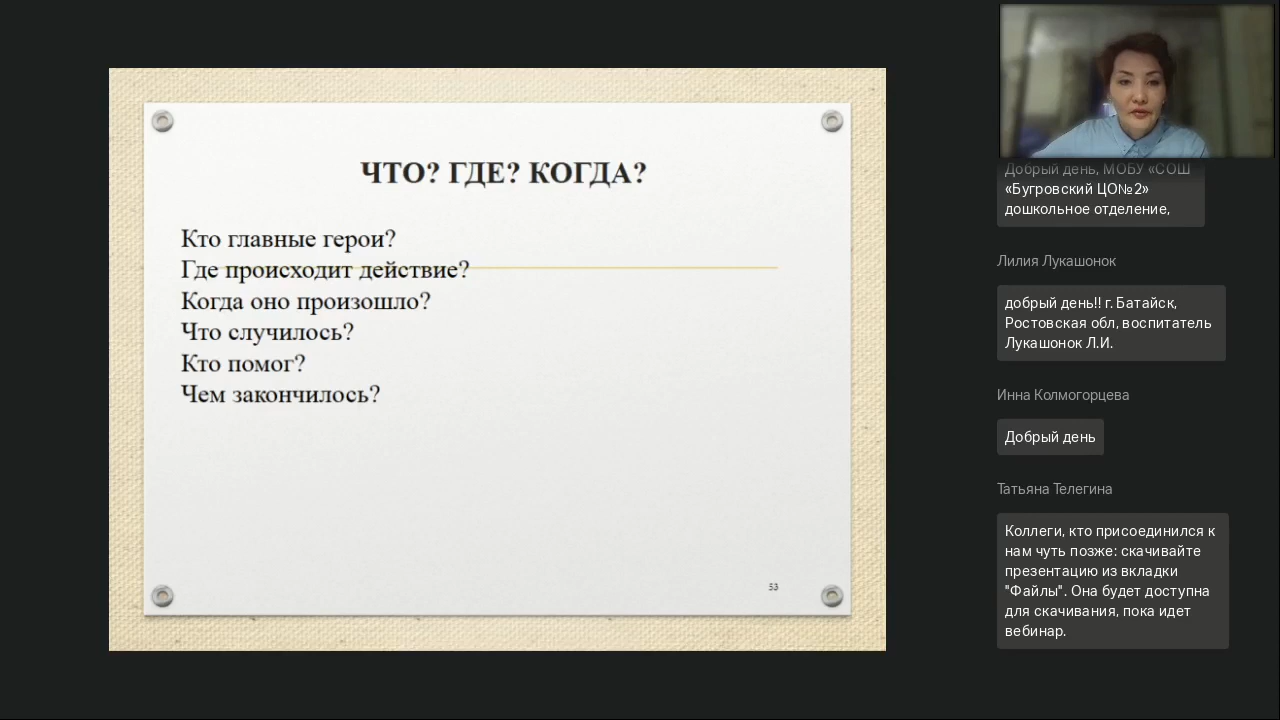 ЧТО? ГДЕ? КОГДА?
Кто главные герои?
Где происходит действие?
Когда оно произошло?
Что случилось?
Кто помог?
Чем закончилось?
53
Добрый день, МОБУ «СОШ
«Бугровский ЦО№2»
дошкольное отделение,
Лилия Лукашонок
добрый день!! г. Батайск,
Ростовская обл, воспитатель
Лукашонок Л.И.
Инна Колмогорцева
Добрый день
Татьяна Телегина
Коллеги, кто присоединился к
нам чуть позже: скачивайте
презентацию из вкладки
"Файлы". Она будет доступна
для скачивания, пока идет
вебинар.